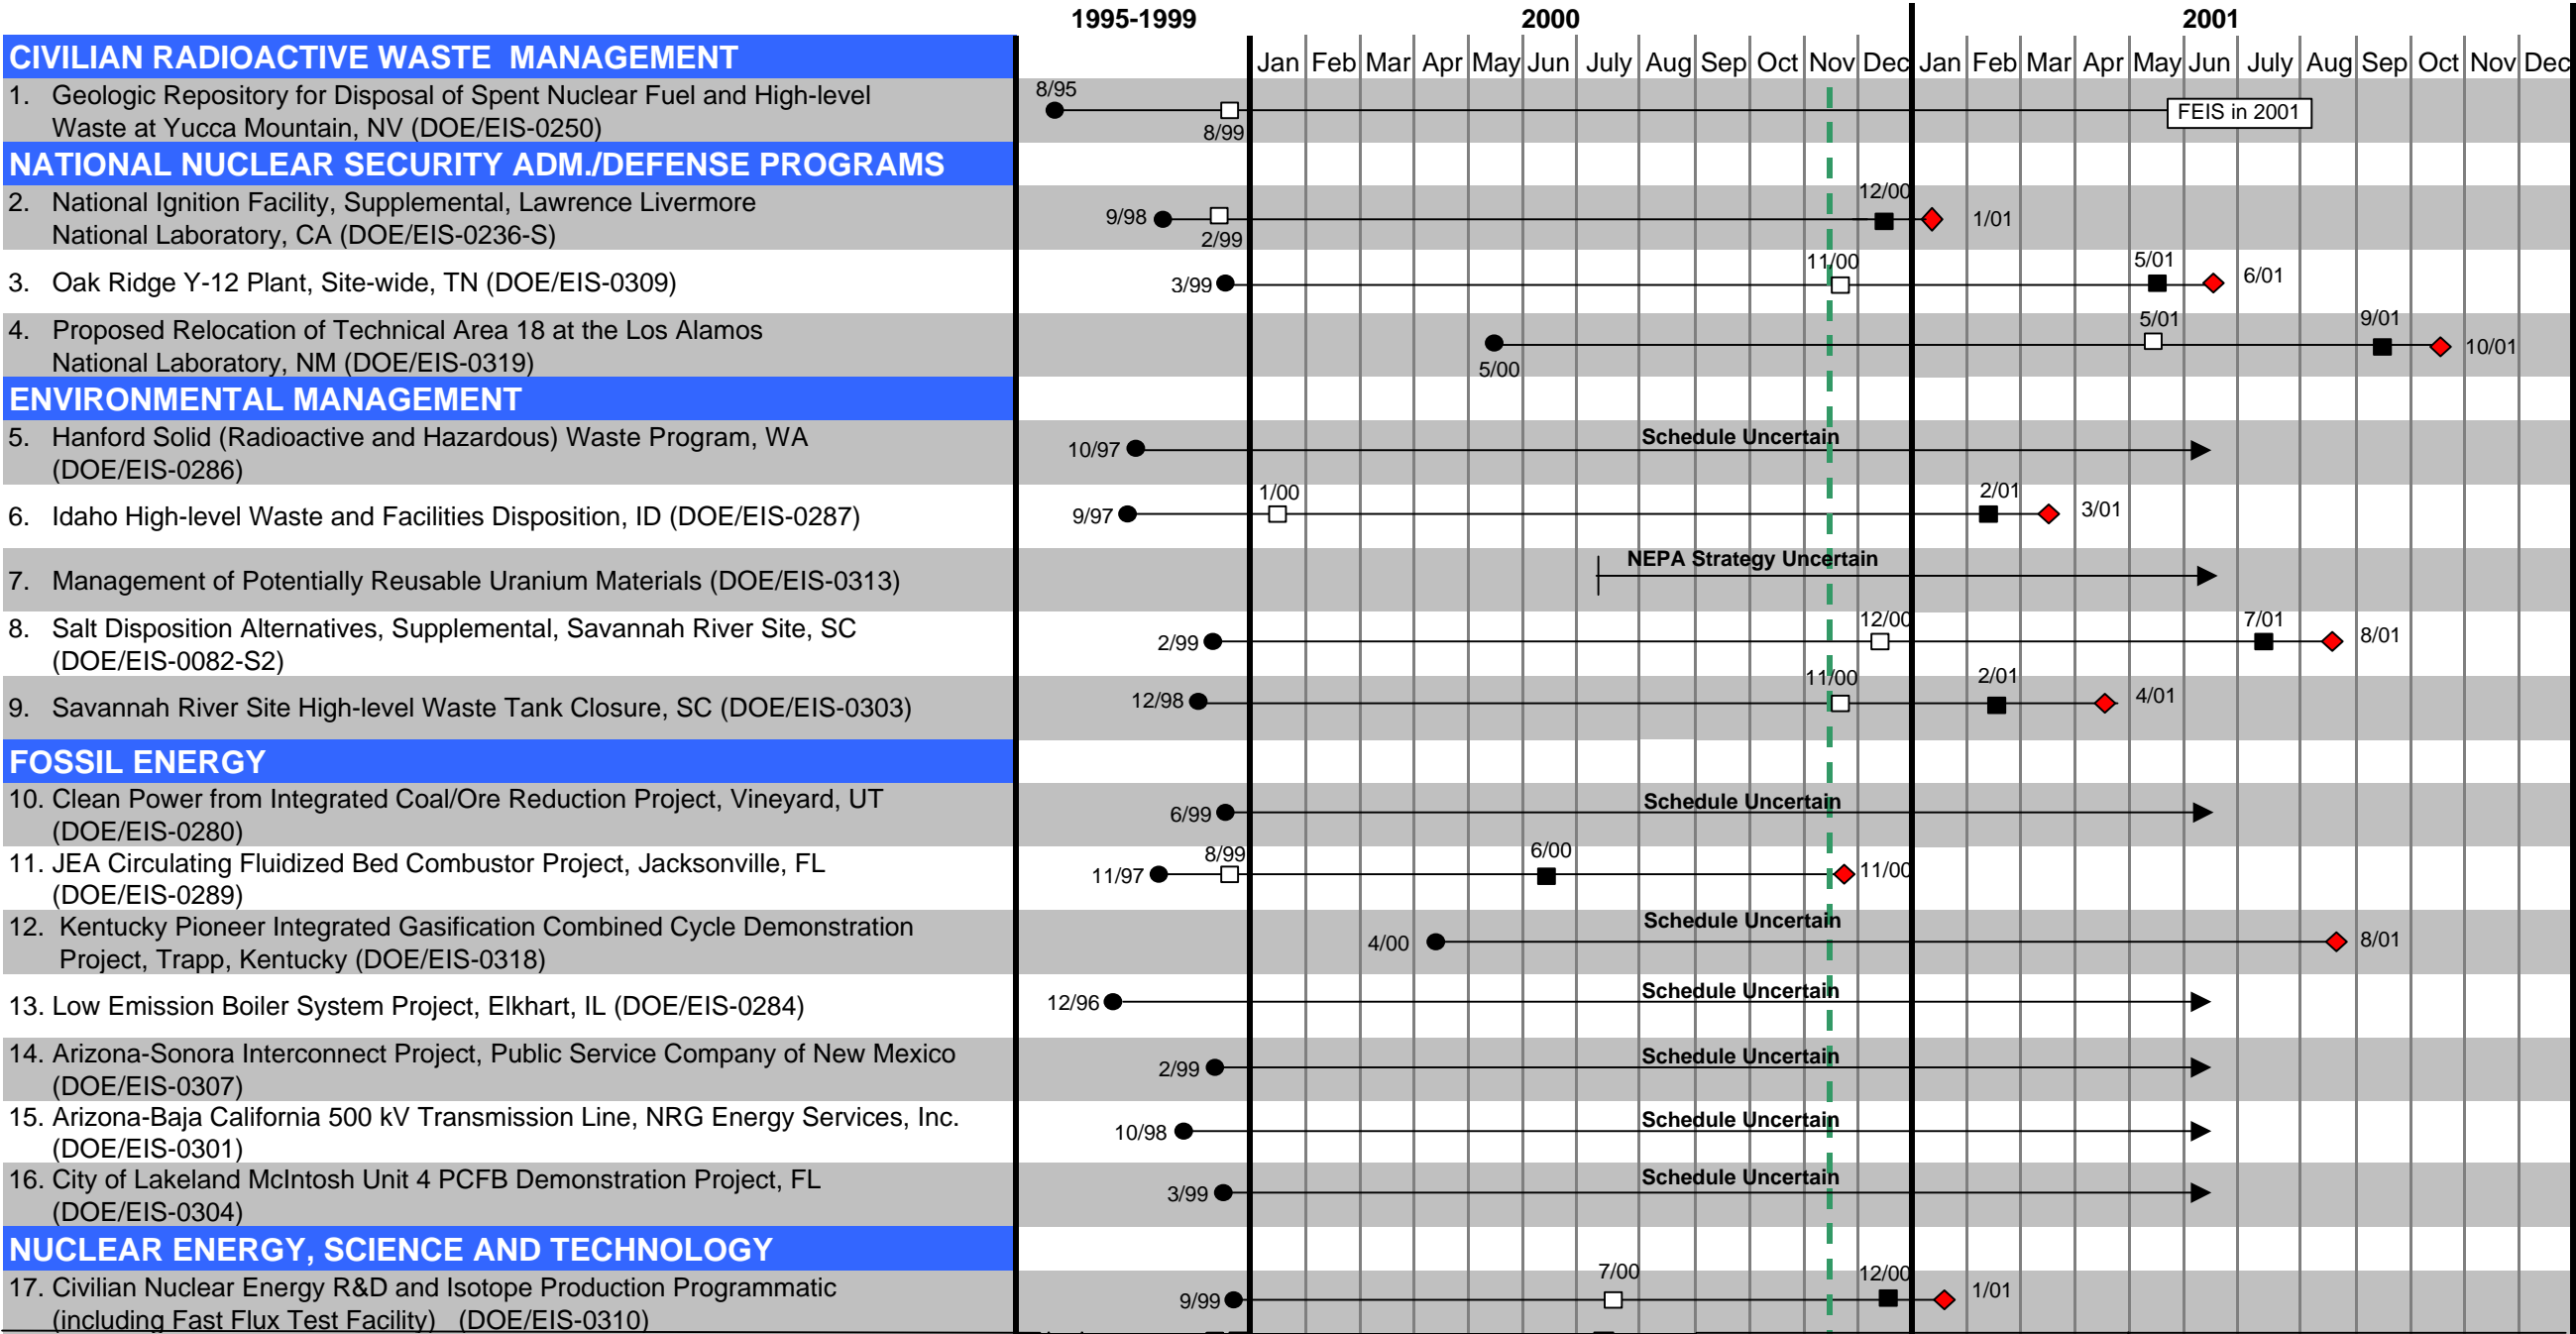 1995-1999 2000 2001
CIVILIAN RADIOACTIVE WASTE MANAGEMENT Jan Feb Mar Apr May Jun July Aug Sep Oct Nov Dec Jan Feb Mar Apr May Jun July Aug Sep Oct Nov Dec
1. Geologic Repository for Disposal of Spent Nuclear Fuel and High-level 8/95
FEIS in 2001
Waste at Yucca Mountain, NV (DOE/EIS-0250) 8/99
NATIONAL NUCLEAR SECURITY ADM./DEFENSE PROGRAMS
2. National Ignition Facility, Supplemental, Lawrence Livermore 12/00
9/98 1/01
National Laboratory, CA (DOE/EIS-0236-S) 2/99
11/00 5/01
3. Oak Ridge Y-12 Plant, Site-wide, TN (DOE/EIS-0309) 3/99 6/01
4. Proposed Relocation of Technical Area 18 at the Los Alamos 5/01 9/01
10/01
National Laboratory, NM (DOE/EIS-0319) 5/00
ENVIRONMENTAL MANAGEMENT
5. Hanford Solid (Radioactive and Hazardous) Waste Program, WA Schedule Uncertain
10/97
(DOE/EIS-0286)
1/00 2/01
6. Idaho High-level Waste and Facilities Disposition, ID (DOE/EIS-0287) 9/97 3/01
NEPA Strategy Uncertain
7. Management of Potentially Reusable Uranium Materials (DOE/EIS-0313)
8. Salt Disposition Alternatives, Supplemental, Savannah River Site, SC 12/00 7/01
2/99 8/01
(DOE/EIS-0082-S2)
11/00 2/01
9. Savannah River Site High-level Waste Tank Closure, SC (DOE/EIS-0303) 12/98 4/01
FOSSIL ENERGY
10. Clean Power from Integrated Coal/Ore Reduction Project, Vineyard, UT Schedule Uncertain
6/99
(DOE/EIS-0280)
11. JEA Circulating Fluidized Bed Combustor Project, Jacksonville, FL 8/99 6/00
11/97 11/00
(DOE/EIS-0289)
12. Kentucky Pioneer Integrated Gasification Combined Cycle Demonstration Schedule Uncertain
4/00 8/01
Project, Trapp, Kentucky (DOE/EIS-0318)
Schedule Uncertain
13. Low Emission Boiler System Project, Elkhart, IL (DOE/EIS-0284) 12/96
14. Arizona-Sonora Interconnect Project, Public Service Company of New Mexico Schedule Uncertain
2/99
(DOE/EIS-0307)
15. Arizona-Baja California 500 kV Transmission Line, NRG Energy Services, Inc. Schedule Uncertain
10/98
(DOE/EIS-0301)
16. City of Lakeland McIntosh Unit 4 PCFB Demonstration Project, FL Schedule Uncertain
3/99
(DOE/EIS-0304)
NUCLEAR ENERGY, SCIENCE AND TECHNOLOGY
7/00 12/00
17. Civilian Nuclear Energy R&D and Isotope Production Programmatic 1/01
9/99
(including Fast Flux Test Facility) (DOE/EIS-0310)